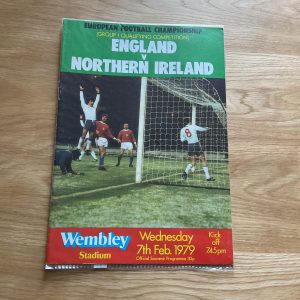 EUROPEAN FOOTBALL CHAMPIONSHIP
(GROUP 1 QUALIFYING COMPETITION)
ENGLAND
V
NORTHERN IRELAND
8
Wembley
Stadium
Wednesday
7th Feb. 1979
Official Souvenir Programme 30p
Kick
off
7.45pm